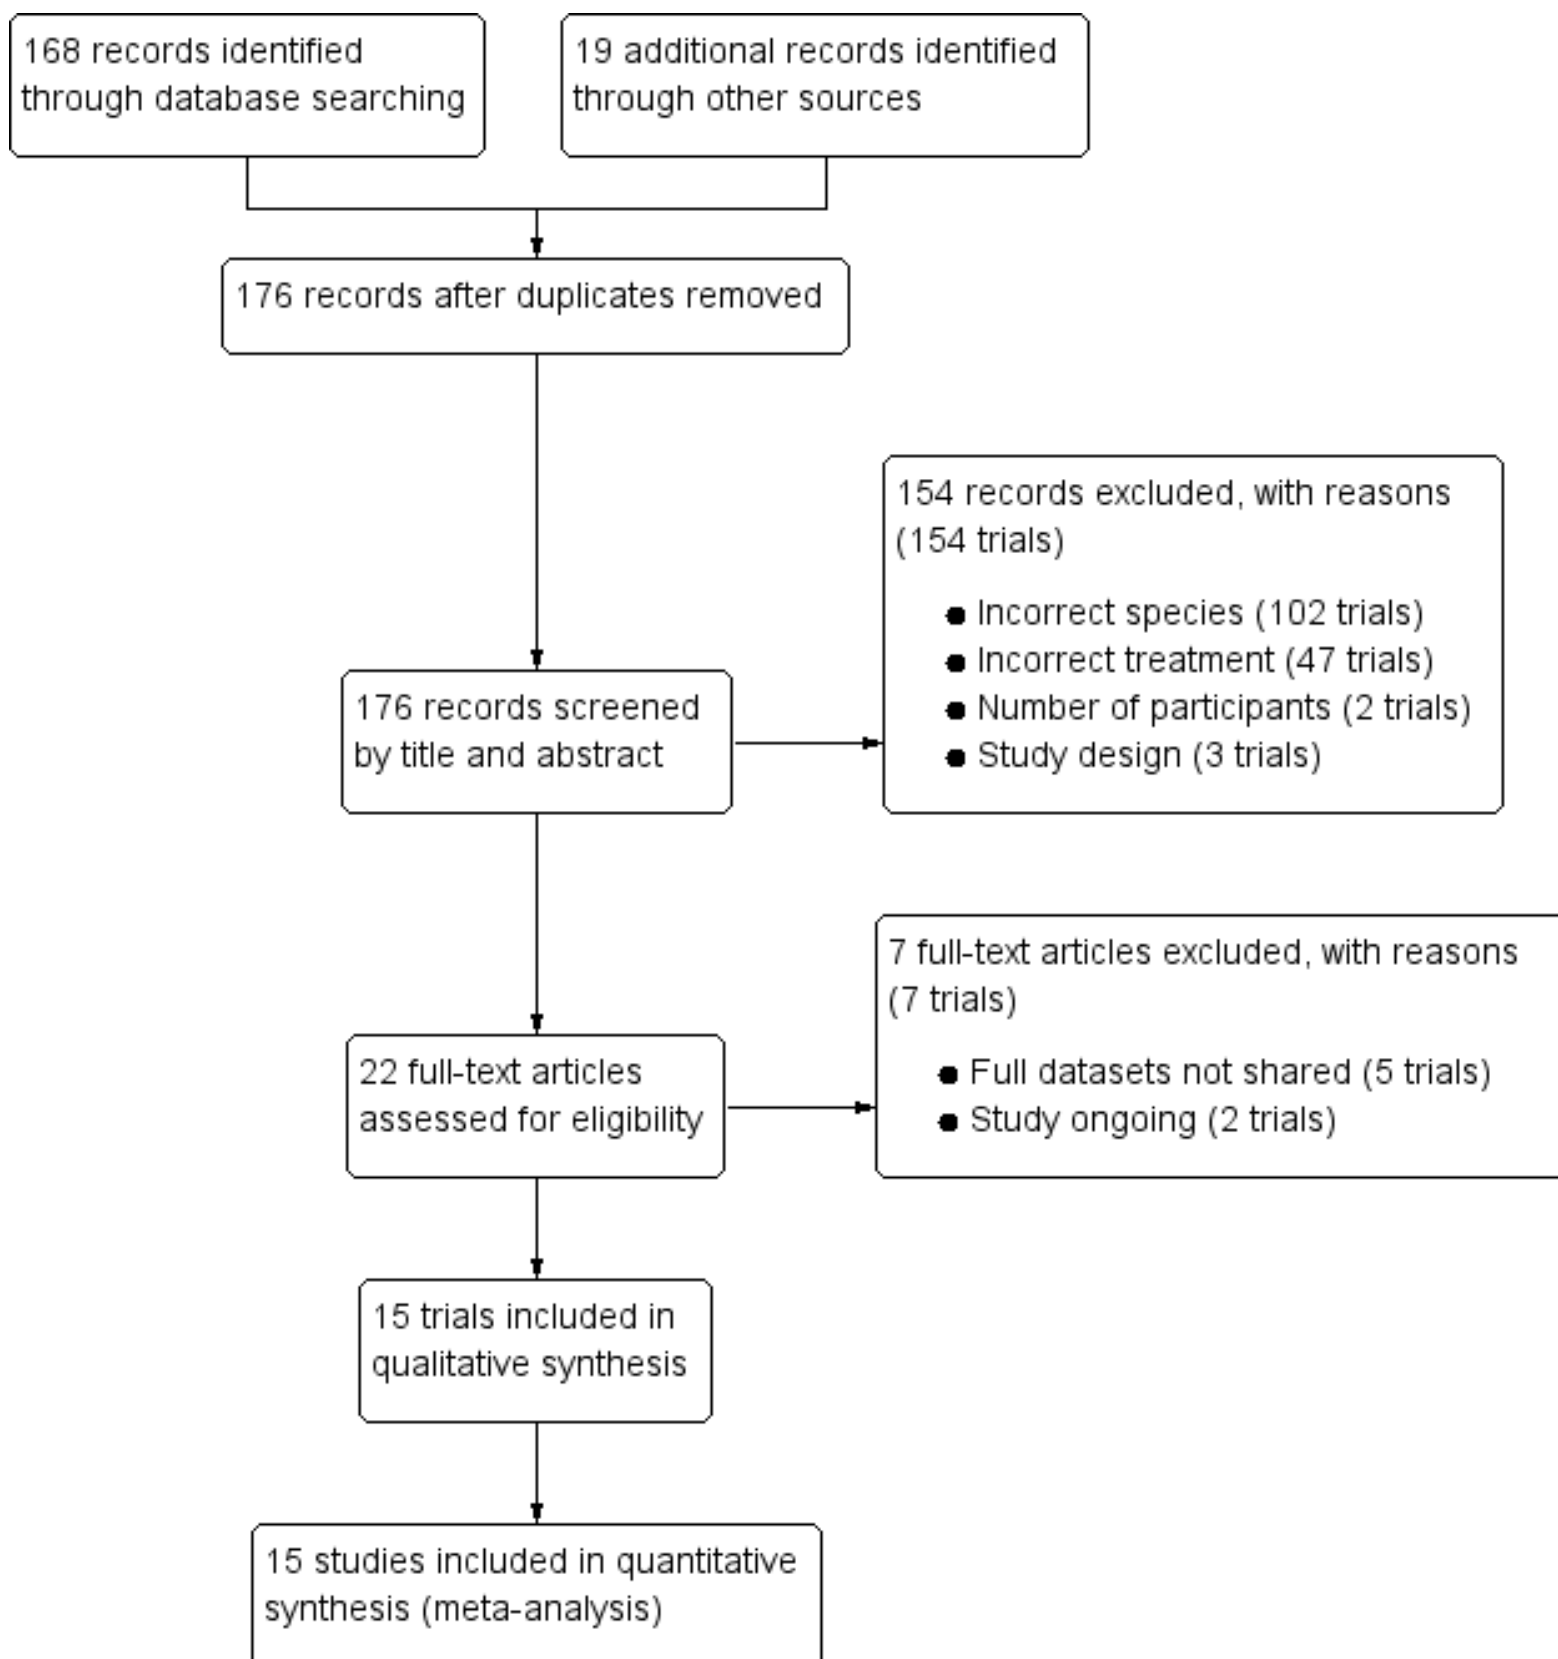 168 records identified
through database searching
19 additional records identified
through other sources
176 records after duplicates removed
154 records excluded, with reasons
(154 trials)
● Incorrect species (102 trials)
● Incorrect treatment (47 trials)
● Number of participants (2 trials)
● Study design (3 trials)
176 records screened
by title and abstract
7 full-text articles excluded, with reasons
(7 trials)
● Full datasets not shared (5 trials)
● Study ongoing (2 trials)
22 full-text articles
assessed for eligibility
15 trials included in
qualitative synthesis
15 studies included in quantitative
synthesis (meta-analysis)